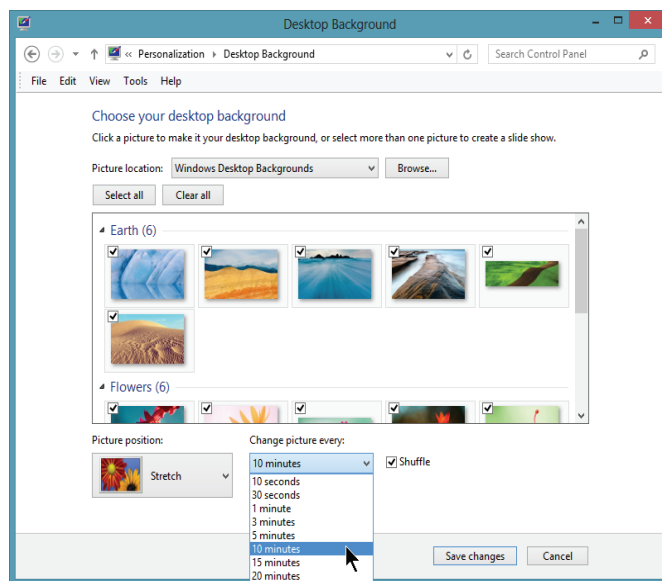 Desktop Background
« Personalization ▸ Desktop Background
Search Control Panel
File Edit View Tools Help
Choose your desktop background
Click a picture to make it your desktop background, or select more than one picture to create a slide show.
Picture location: Windows Desktop Backgrounds Browse...
Select all Clear all
Earth (6)
Flowers (6)
Picture position: Change picture every:
Stretch 10 minutes Shuffle
10 seconds
30 seconds
1 minute
3 minutes
5 minutes
10 minutes
15 minutes
20 minutes
Save changes Cancel